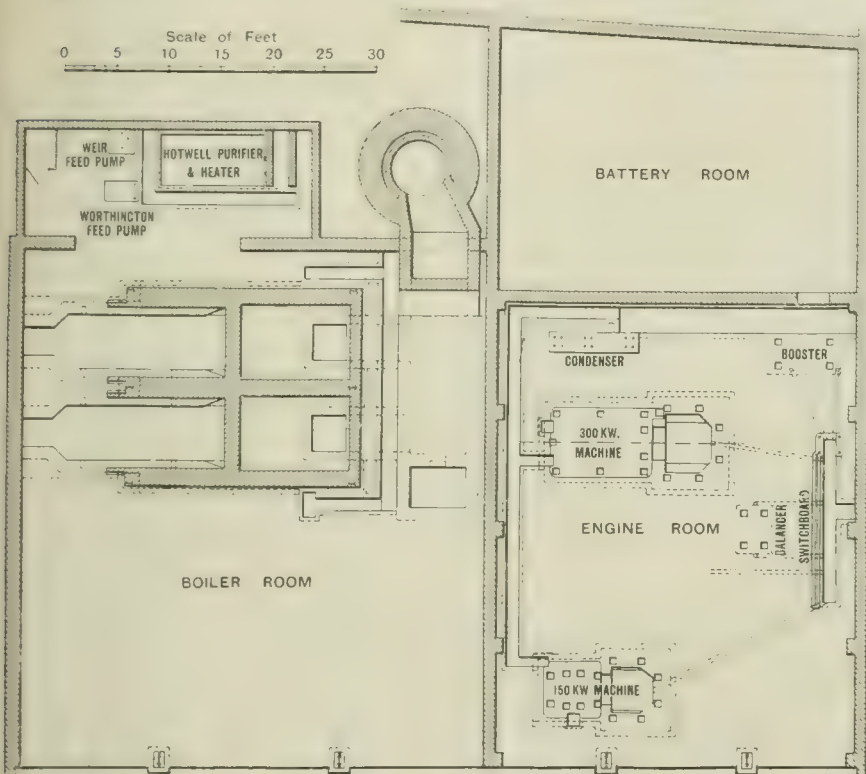 Scale of Feet
0 5 10 15 20 25 30
WEIR
FEED PUMP
HOTWELL PURIFIER,
& HEATER
WORTHINGTON
FEED PUMP
BATTERY ROOM
CONDENSER
BOOSTER
300 KW.
MACHINE
ENGINE ROOM
BALANCER
SWITCHBOARD
BOILER ROOM
150 KW MACHINE